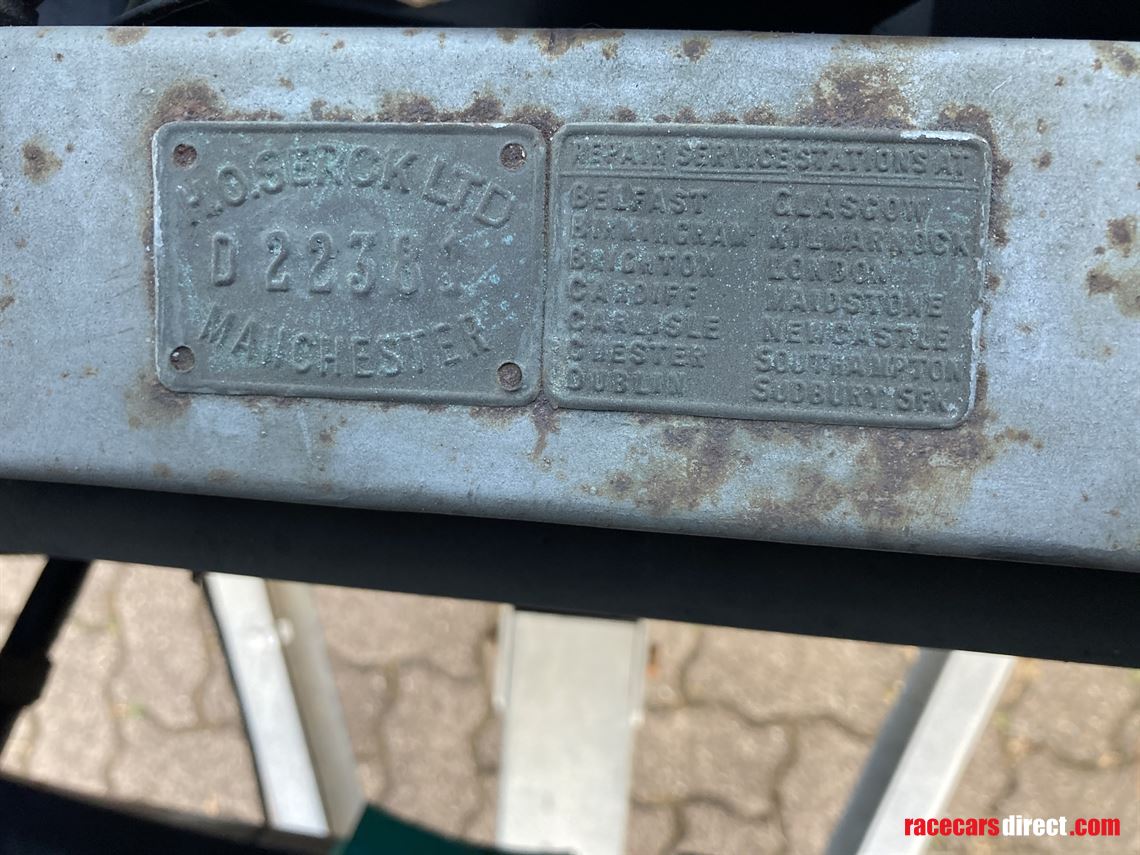 H.O. SERCK LTD
D 22381
MANCHESTER
REPAIR SERVICE STATIONS AT
BELFAST GLASGOW
BIRMINGHAM KILMARNOCK
BRIGHTON LONDON
CARDIFF MAIDSTONE
CARLISLE NEWCASTLE
CHESTER SOUTHAMPTON
DUBLIN SUDBURY SFK
racecarsdirect.com